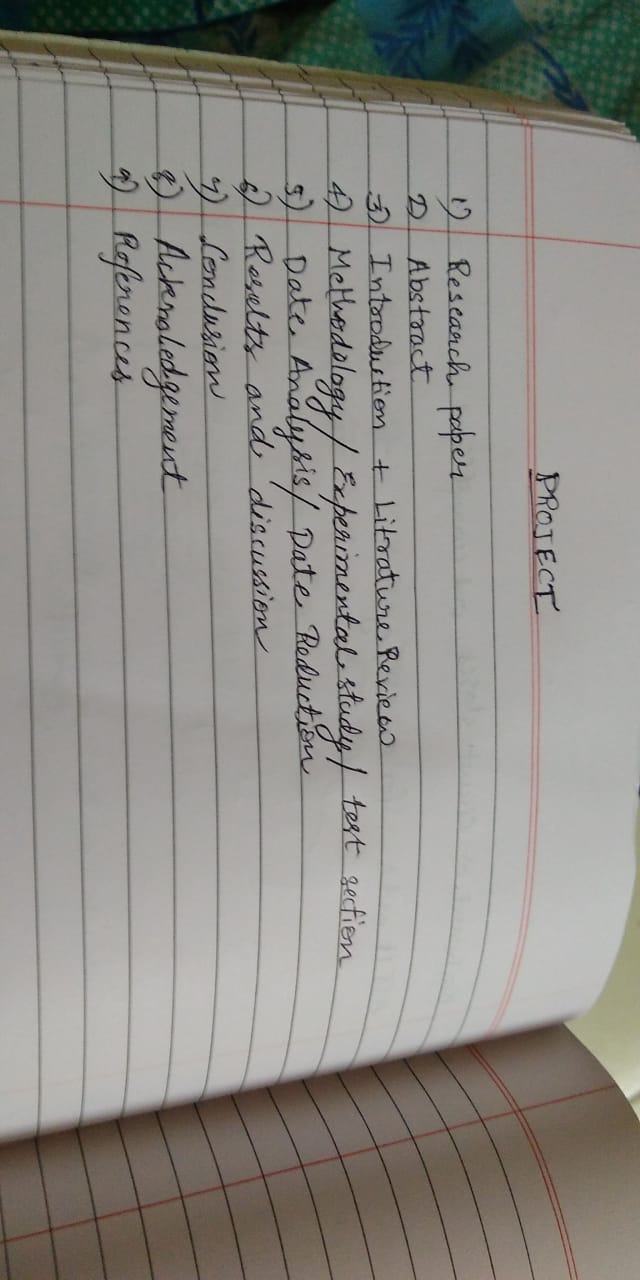 PROJECT
1) Research paper
2) Abstract
3) Introduction + Litrature Review
4) Methodology / Experimental study / test section
5) Date Analysis / Date Reduction
6) Results and discussion
7) Conclusion
8) Acknoledgement
9) References